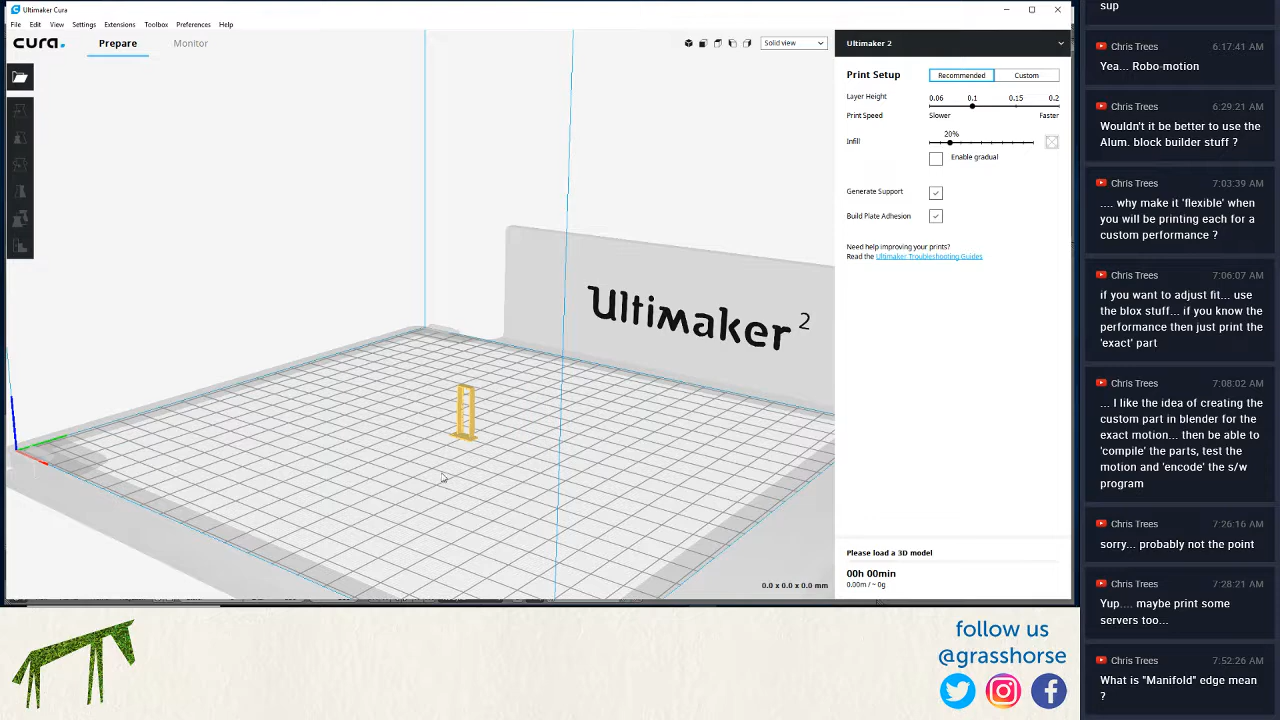 Ultimaker Cura
File Edit View Settings Extensions Toolbox Preferences Help
cura. Prepare Monitor
Solid view
Ultimaker 2
Ultimaker 2
Print Setup Recommended Custom
Layer Height 0.06 0.1 0.15 0.2
Print Speed Slower Faster
Infill 20%
Enable gradual
Generate Support
Build Plate Adhesion
Need help improving your prints?
Read the Ultimaker Troubleshooting Guides
Please load a 3D model
00h 00min
0.00m / ~ 0g
0.0 x 0.0 x 0.0 mm
sup
Chris Trees 6:17:41 AM
Yea... Robo-motion
Chris Trees 6:29:21 AM
Wouldn't it be better to use the
Alum. block builder stuff ?
Chris Trees 7:03:39 AM
.... why make it 'flexible' when
you will be printing each for a
custom performance ?
Chris Trees 7:06:07 AM
if you want to adjust fit... use
the blox stuff... if you know the
performance then just print the
'exact' part
Chris Trees 7:08:02 AM
... I like the idea of creating the
custom part in blender for the
exact motion... then be able to
'compile' the parts, test the
motion and 'encode' the s/w
program
Chris Trees 7:26:16 AM
sorry... probably not the point
Chris Trees 7:28:21 AM
Yup.... maybe print some
servers too...
Chris Trees 7:52:26 AM
What is "Manifold" edge mean
?
follow us
@grasshorse